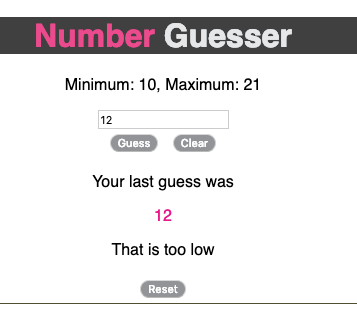 Number Guesser
Minimum: 10, Maximum: 21
12
Guess Clear
Your last guess was
12
That is too low
Reset